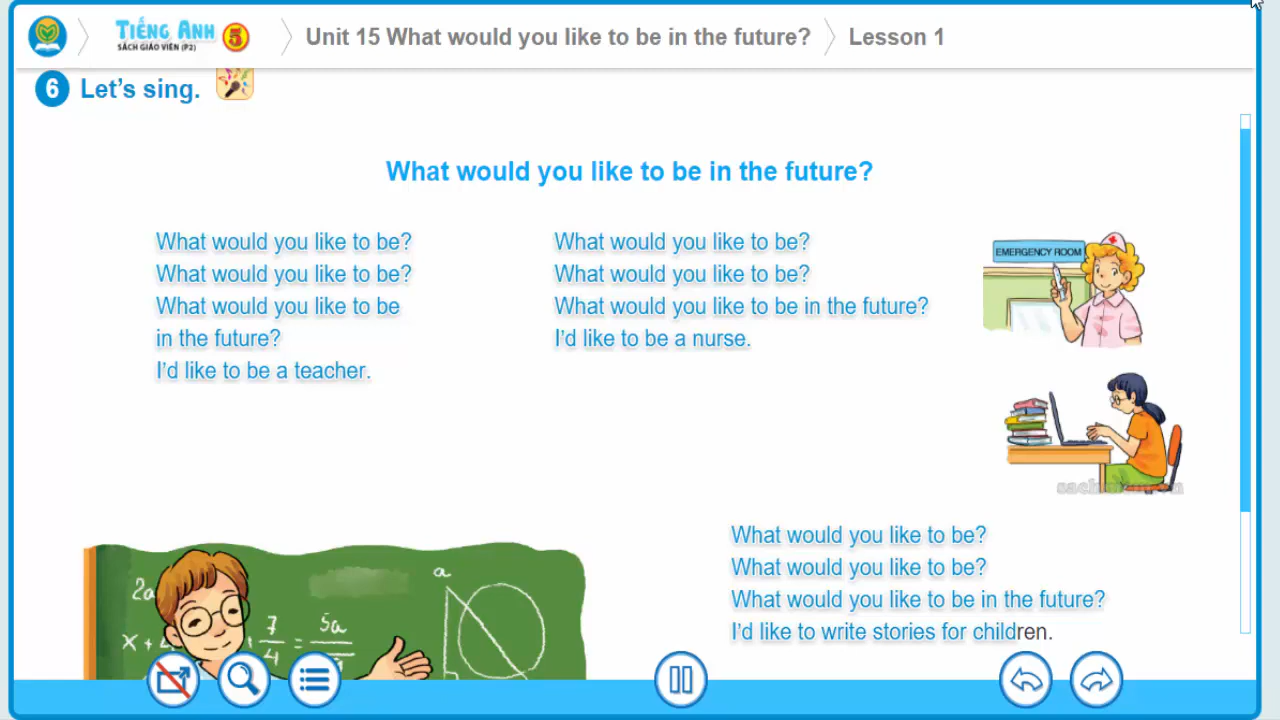 TIẾNG ANH 5
SÁCH GIÁO VIÊN (P2)
Unit 15 What would you like to be in the future?
Lesson 1
6 Let's sing.
What would you like to be in the future?
What would you like to be?
What would you like to be?
What would you like to be
in the future?
I'd like to be a teacher.
What would you like to be?
What would you like to be?
What would you like to be in the future?
I'd like to be a nurse.
EMERGENCY ROOM
What would you like to be?
What would you like to be?
What would you like to be in the future?
I'd like to write stories for children.
a
2a
7
5a
x +
4
=